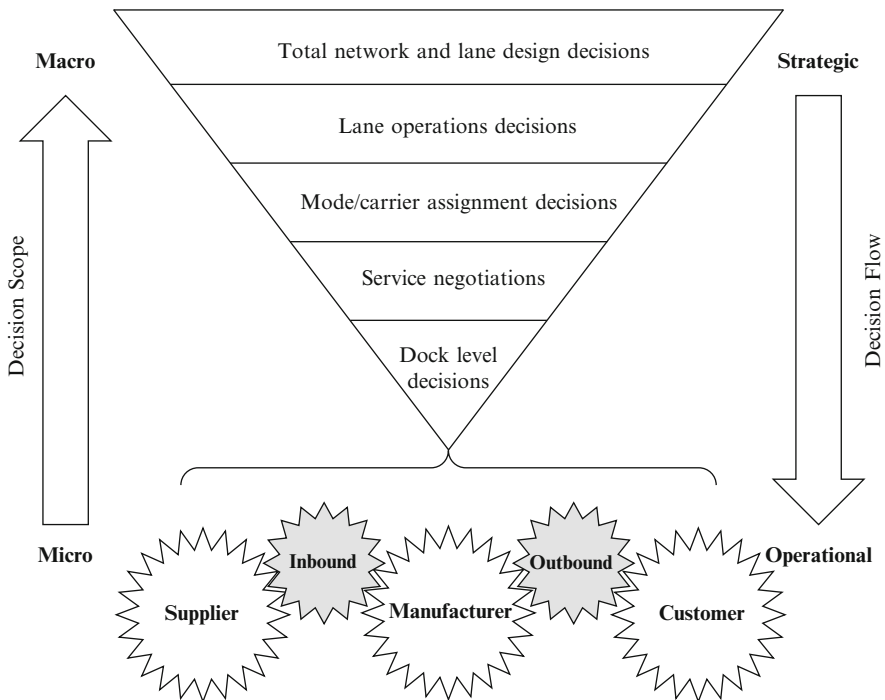 Macro
Total network and lane design decisions
Strategic
Lane operations decisions
Mode/carrier assignment decisions
Service negotiations
Dock level
decisions
Decision Scope
Decision Flow
Micro
Operational
Inbound
Outbound
Supplier
Manufacturer
Customer